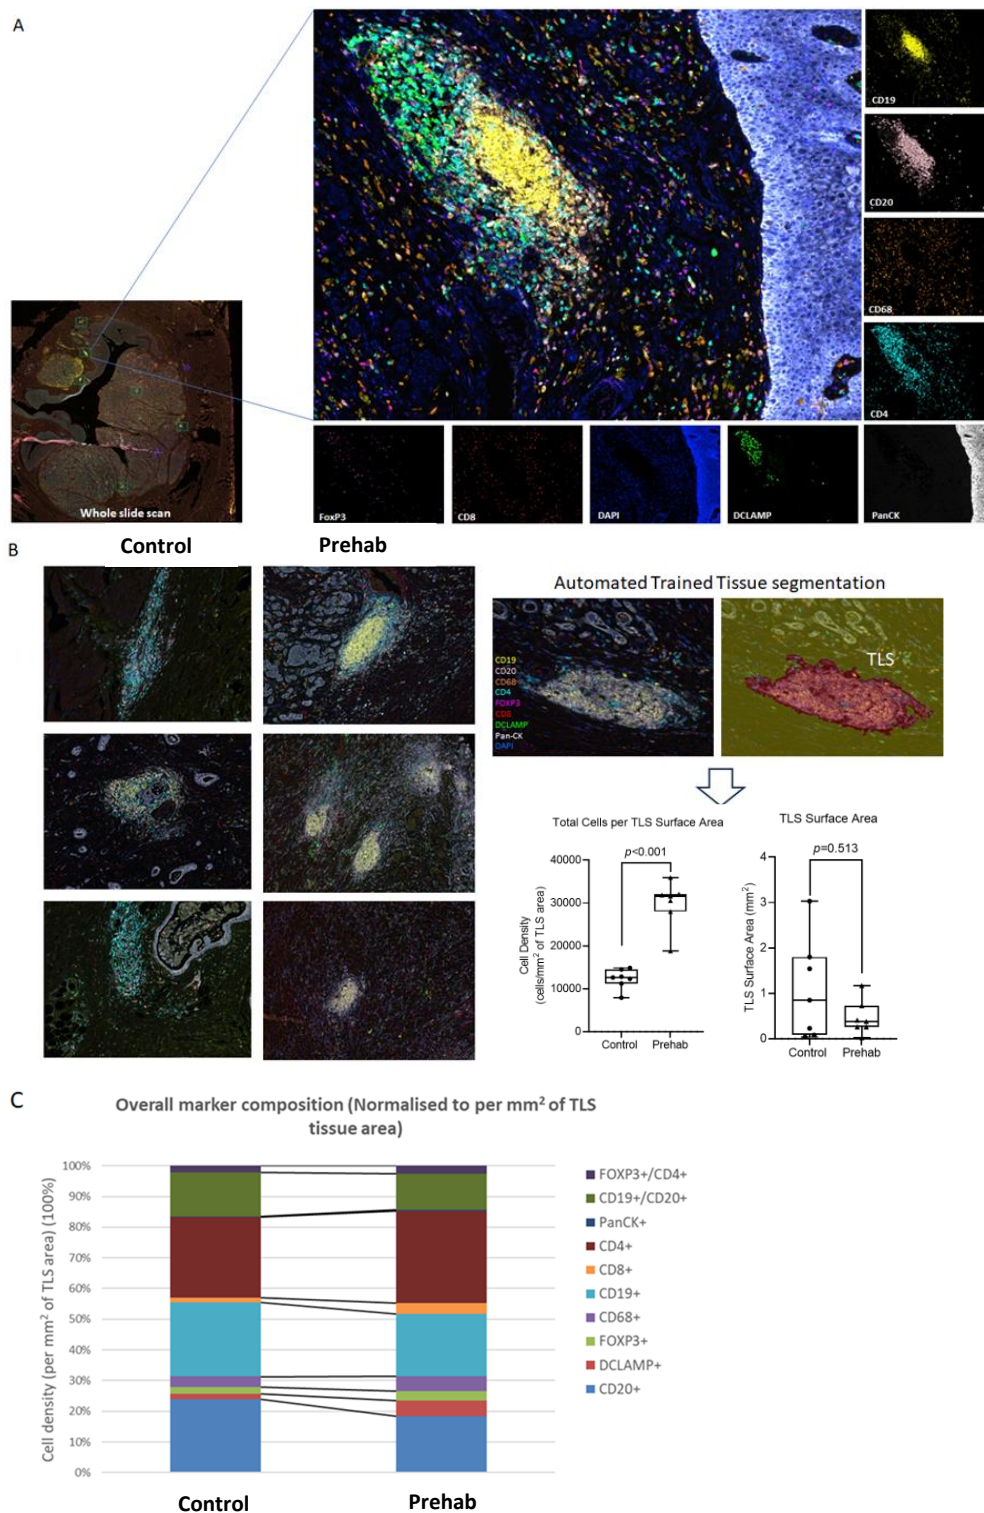 A
CD19
CD20
CD68
CD4
Whole slide scan
FoxP3
CD8
DAPI
DCLAMP
PanCK
B
Control
Prehab
Automated Trained Tissue segmentation
CD19
CD20
CD68
CD4
FOXP3
CD8
DCLAMP
Pan-CK
DAPI
TLS
Total Cells per TLS Surface Area
p<0.001
40000
30000
20000
10000
0
Cell Density
(cells/mm² of TLS area)
Control
Prehab
TLS Surface Area
p=0.513
4
3
2
1
0
TLS Surface Area (mm²)
Control
Prehab
C
Overall marker composition (Normalised to per mm² of TLS
tissue area)
100%
90%
80%
70%
60%
50%
40%
30%
20%
10%
0%
Cell density (per mm² of TLS area) (100%)
Control
Prehab
FOXP3+/CD4+
CD19+/CD20+
PanCK+
CD4+
CD8+
CD19+
CD68+
FOXP3+
DCLAMP+
CD20+